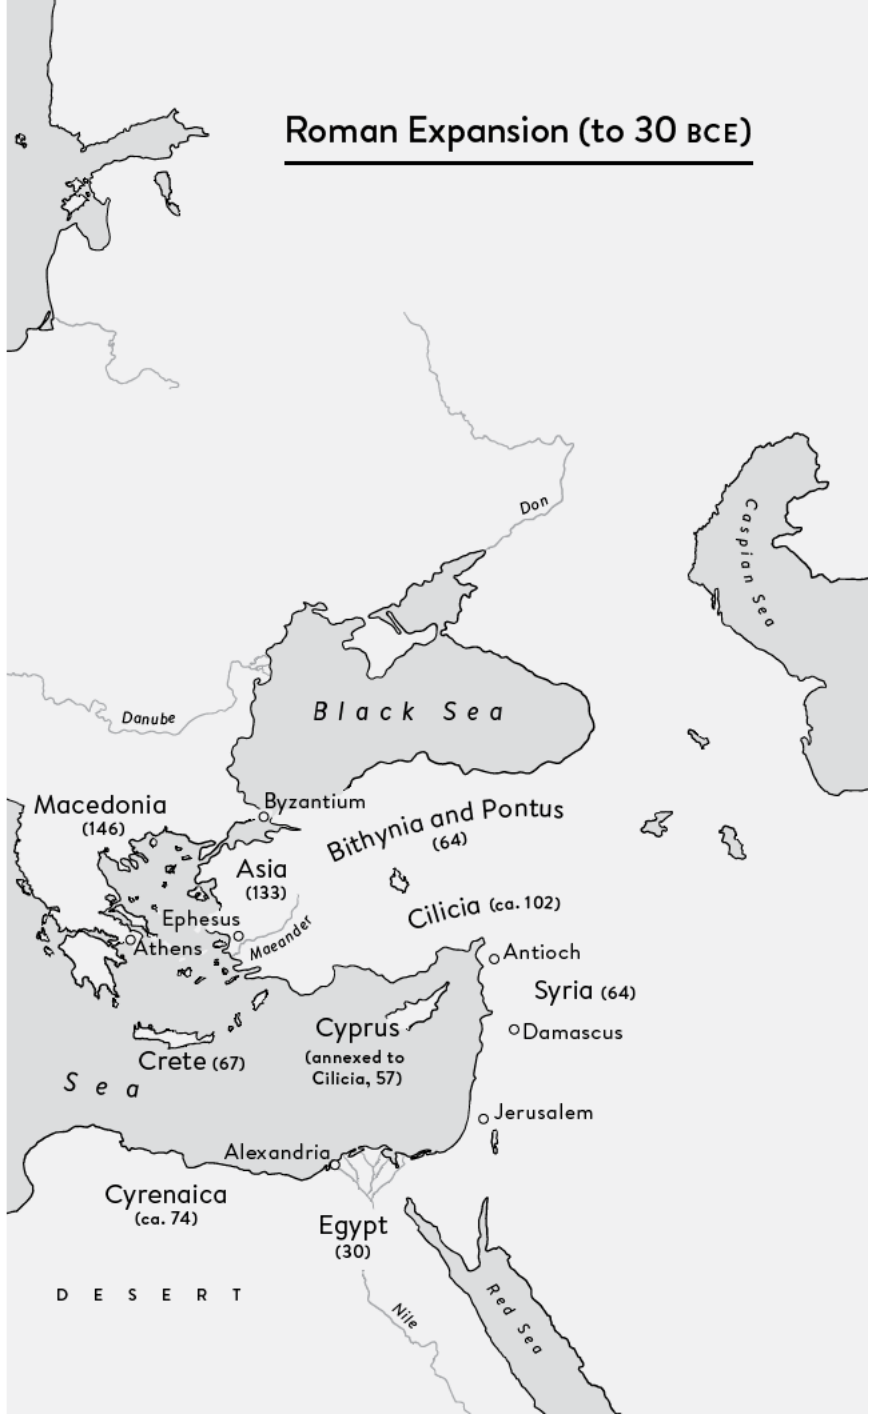 Roman Expansion (to 30 BCE)
Don
Caspian Sea
Danube
Black Sea
Macedonia
(146)
Byzantium
Bithynia and Pontus
(64)
Asia
(133)
Cilicia (ca. 102)
Ephesus
Maeander
Athens
Antioch
Syria (64)
Cyprus
(annexed to
Cilicia, 57)
Damascus
Crete (67)
Sea
Jerusalem
Alexandria
Cyrenaica
(ca. 74)
Egypt
(30)
DESERT
Nile
Red Sea